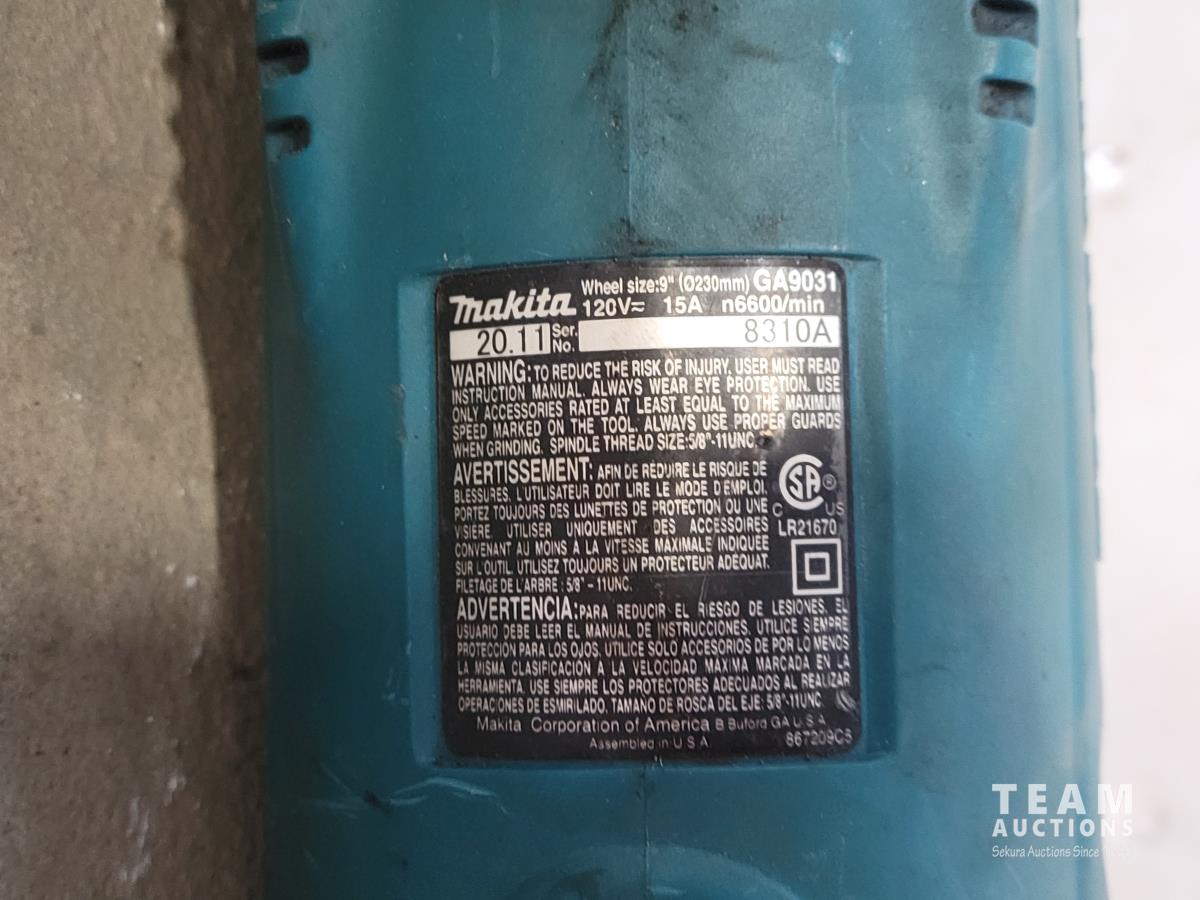 makita Wheel size:9" (Ø230mm) GA9031
120V≂ 15A n6600/min
20.11 Ser. No. 8310A
WARNING: TO REDUCE THE RISK OF INJURY, USER MUST READ
INSTRUCTION MANUAL. ALWAYS WEAR EYE PROTECTION. USE
ONLY ACCESSORIES RATED AT LEAST EQUAL TO THE MAXIMUM
SPEED MARKED ON THE TOOL. ALWAYS USE PROPER GUARDS
WHEN GRINDING. SPINDLE THREAD SIZE:5/8"-11UNC.
AVERTISSEMENT: AFIN DE RÉDUIRE LE RISQUE DE
BLESSURES, L'UTILISATEUR DOIT LIRE LE MODE D'EMPLOI.
PORTEZ TOUJOURS DES LUNETTES DE PROTECTION OU UNE
VISIÈRE. UTILISER UNIQUEMENT DES ACCESSOIRES
CONVENANT AU MOINS À LA VITESSE MAXIMALE INDIQUÉE
SUR L'OUTIL. UTILISEZ TOUJOURS UN PROTECTEUR ADÉQUAT.
FILETAGE DE L'ARBRE : 5/8" - 11UNC.
SA ®
C US
LR21670
ADVERTENCIA: PARA REDUCIR EL RIESGO DE LESIONES, EL
USUARIO DEBE LEER EL MANUAL DE INSTRUCCIONES. UTILICE SIEMPRE
PROTECCIÓN PARA LOS OJOS. UTILICE SÓLO ACCESORIOS DE POR LO MENOS
LA MISMA CLASIFICACIÓN A LA VELOCIDAD MÁXIMA MARCADA EN LA
HERRAMIENTA. USE SIEMPRE LOS PROTECTORES ADECUADOS AL REALIZAR
OPERACIONES DE ESMIRILADO. TAMAÑO DE ROSCA DEL EJE: 5/8"-11UNC
Makita Corporation of America B Buford GA U.S.A.
Assembled in U.S.A.
TEAM
AUCTIONS
Sekura Auctions Since